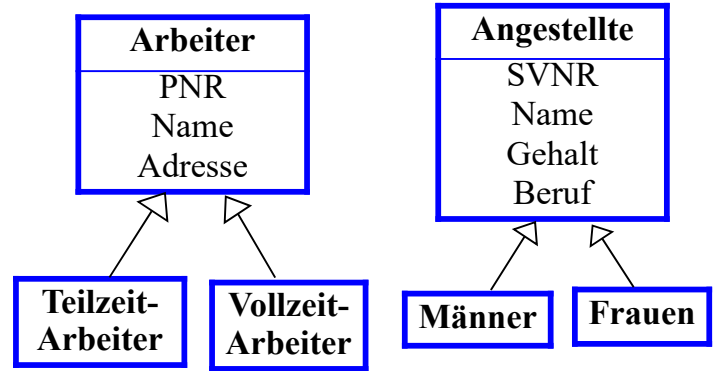 Arbeiter
PNR
Name
Adresse
Teilzeit-
Arbeiter
Vollzeit-
Arbeiter
Angestellte
SVNR
Name
Gehalt
Beruf
Männer
Frauen